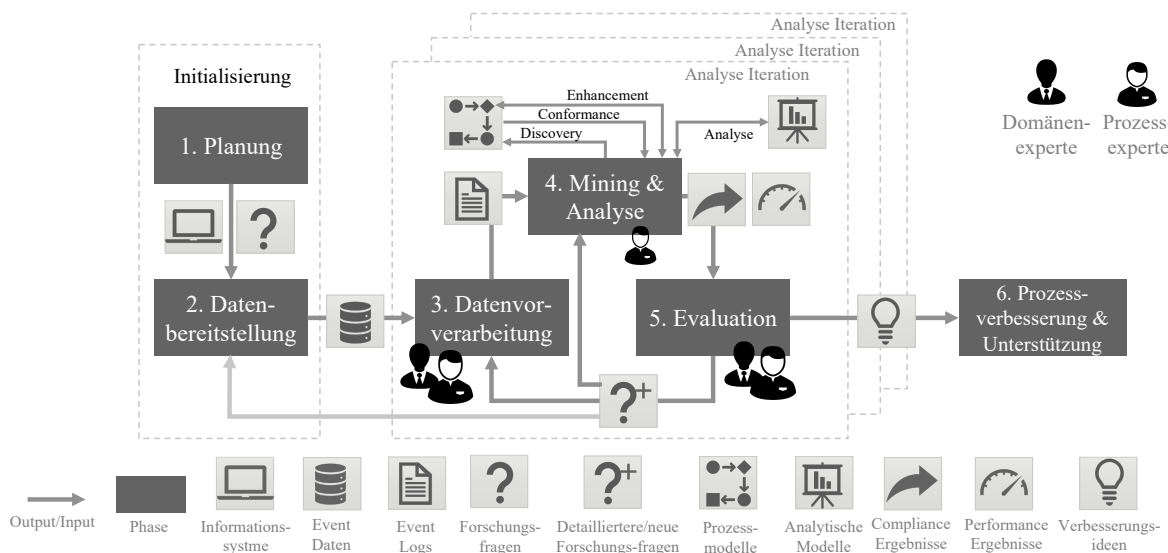 Analyse Iteration
Analyse Iteration
Analyse Iteration
Initialisierung
Enhancement
Conformance
Discovery
Analyse
Domänen-
experte
Prozess-
experte
1. Planung
4. Mining &
Analyse
2. Daten-
bereitstellung
3. Datenvor-
verarbeitung
5. Evaluation
6. Prozess-
verbesserung &
Unterstützung
?
?+
Output/Input
Phase
Informations-
systme
Event
Daten
Event
Logs
?
Forschungs-
fragen
?+
Detailliertere/neue
Forschungs-fragen
Prozess-
modelle
Analytische
Modelle
Compliance
Ergebnisse
Performance
Ergebnisse
Verbesserungs-
ideen